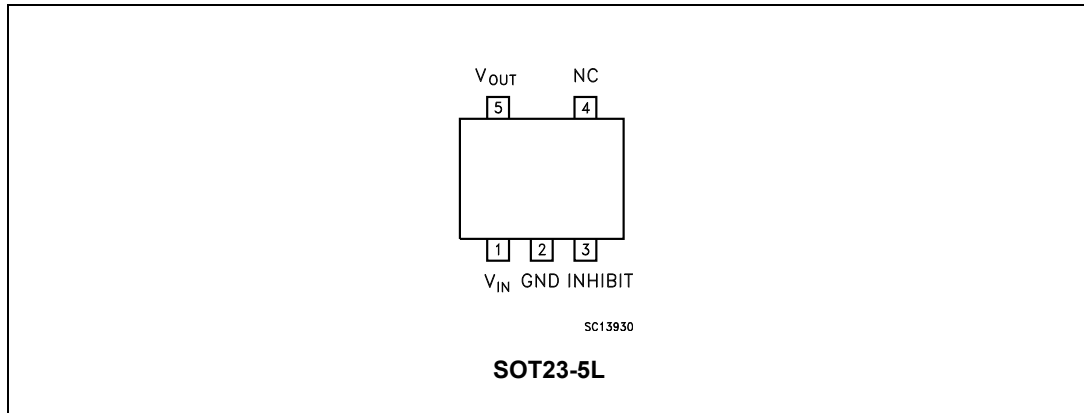 VOUT NC
5 4
1 2 3
VIN GND INHIBIT
SC13930
SOT23-5L